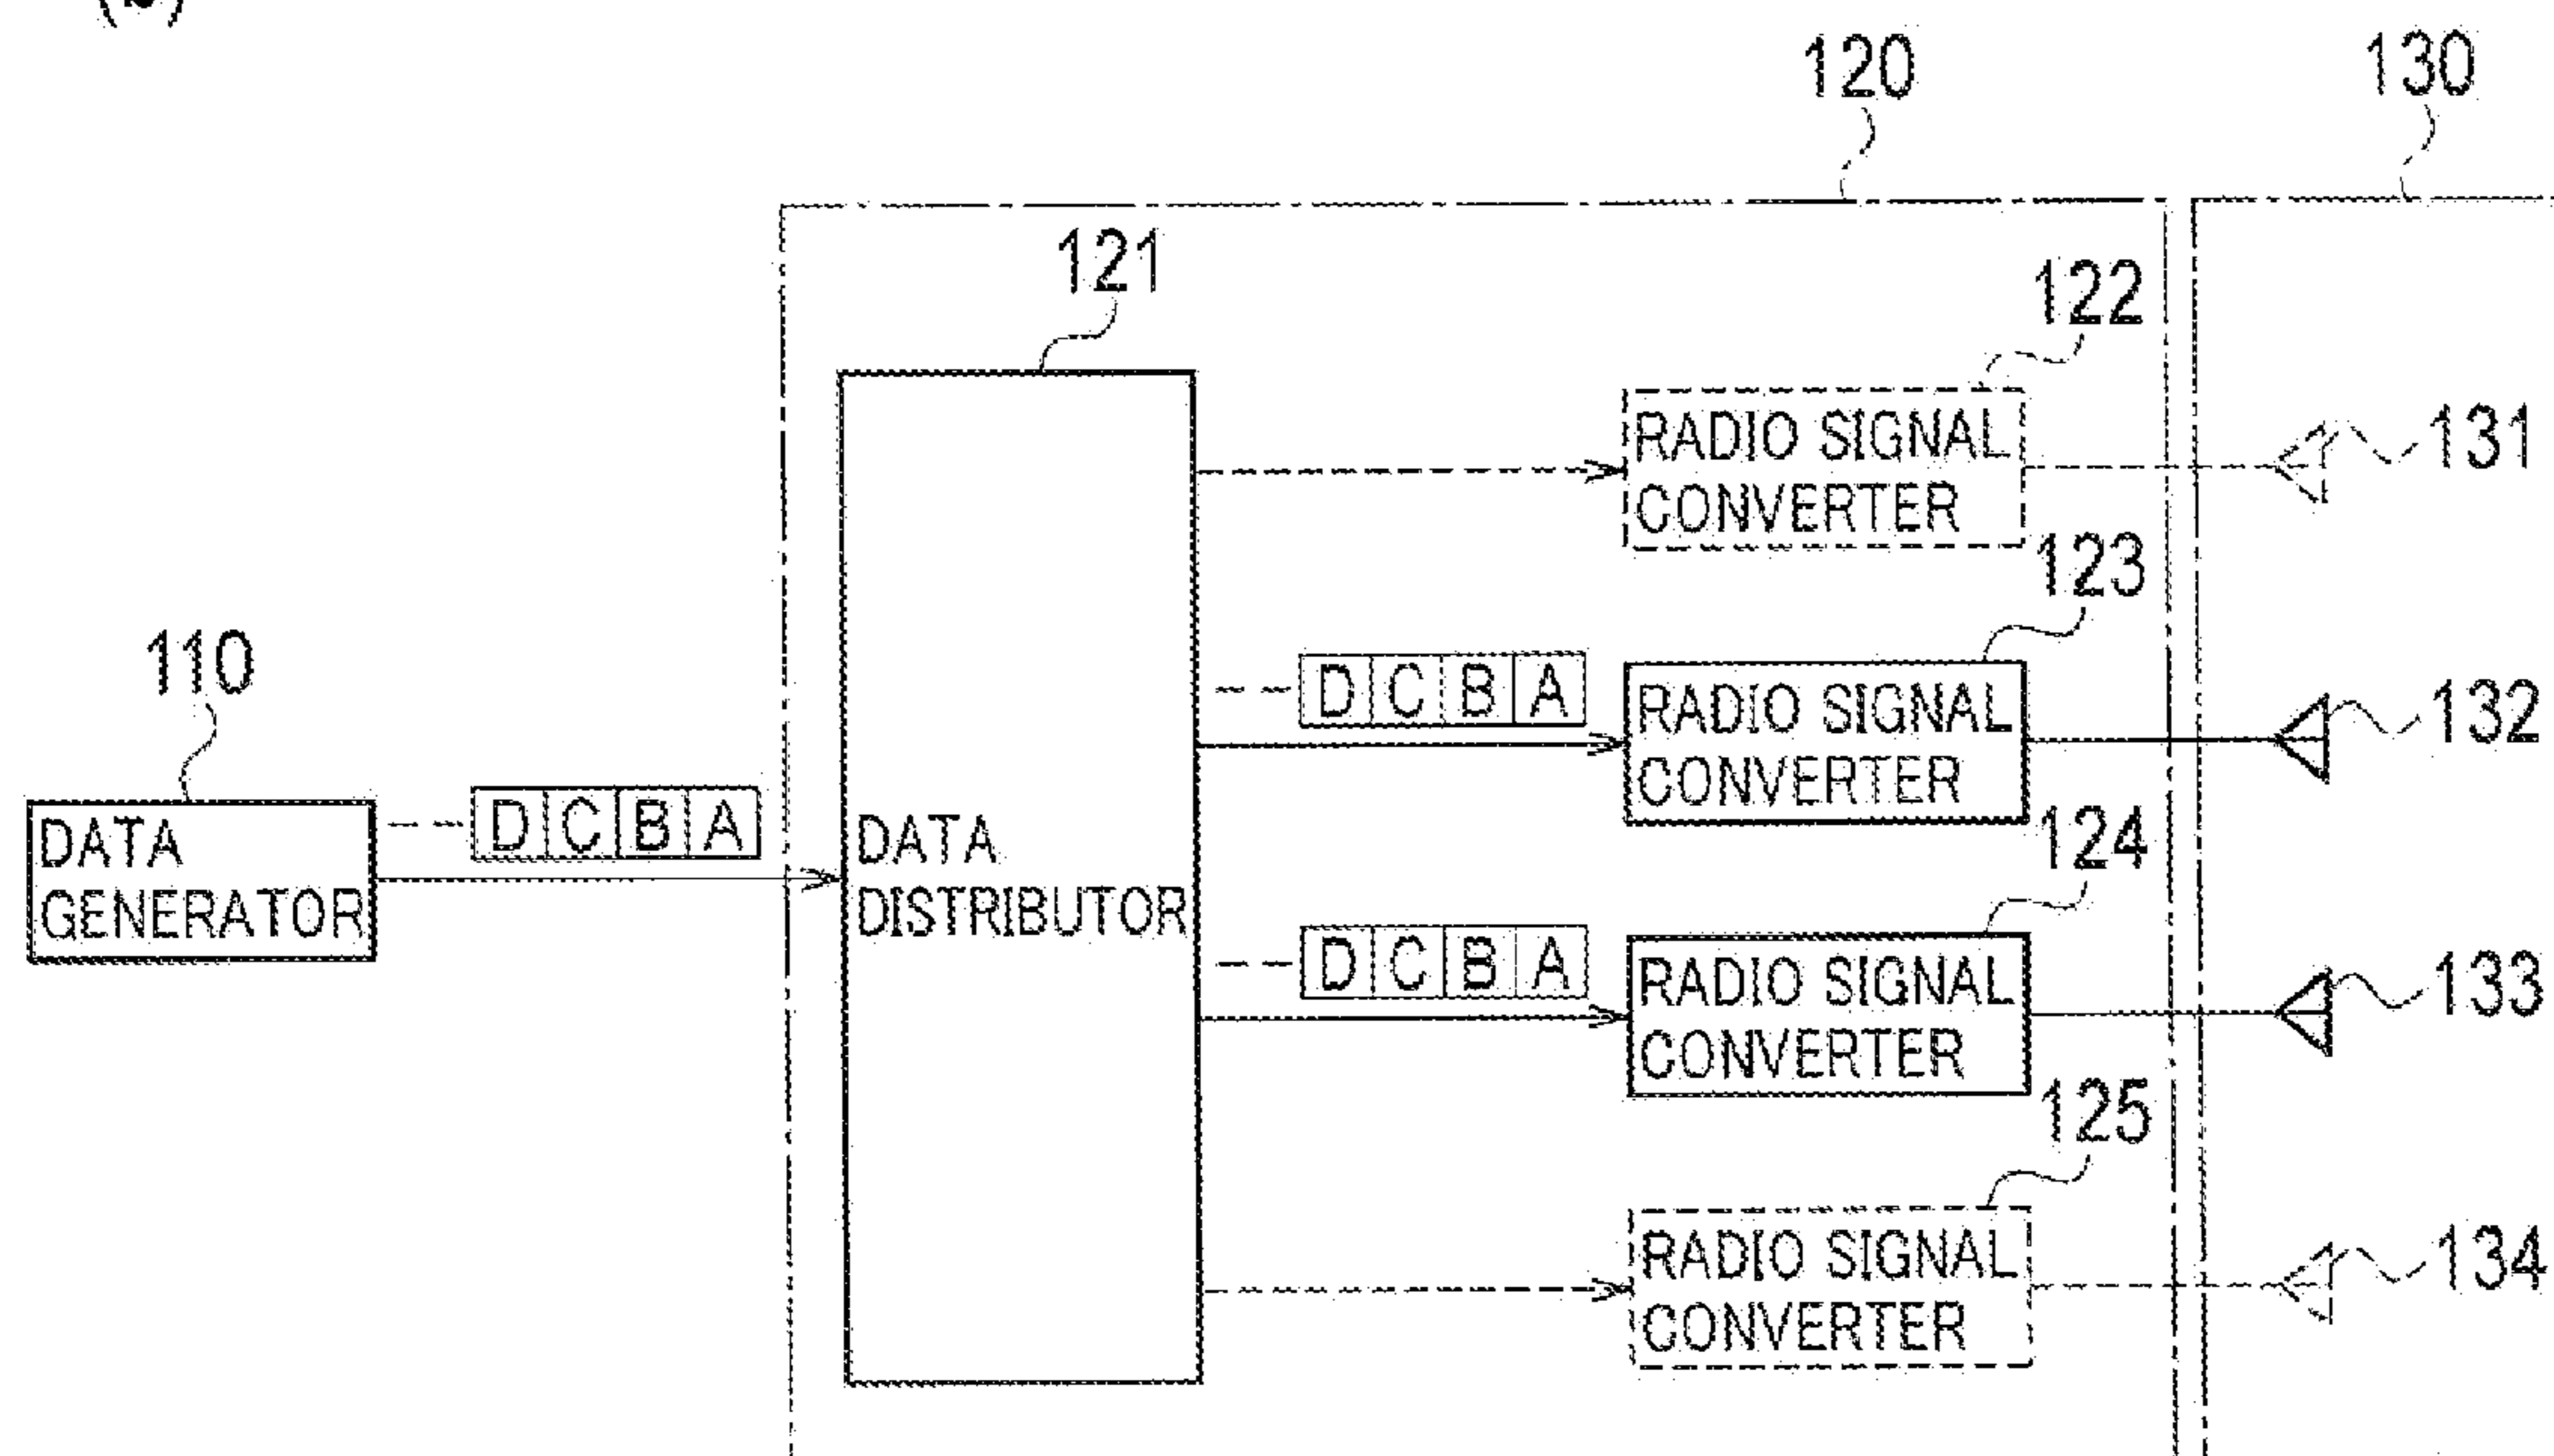 (b)
120
130
121
122
RADIO SIGNAL
CONVERTER
131
123
110
D C B A
RADIO SIGNAL
CONVERTER
132
D C B A
124
DATA
GENERATOR
DATA
DISTRIBUTOR
D C B A
RADIO SIGNAL
CONVERTER
133
125
RADIO SIGNAL
CONVERTER
134